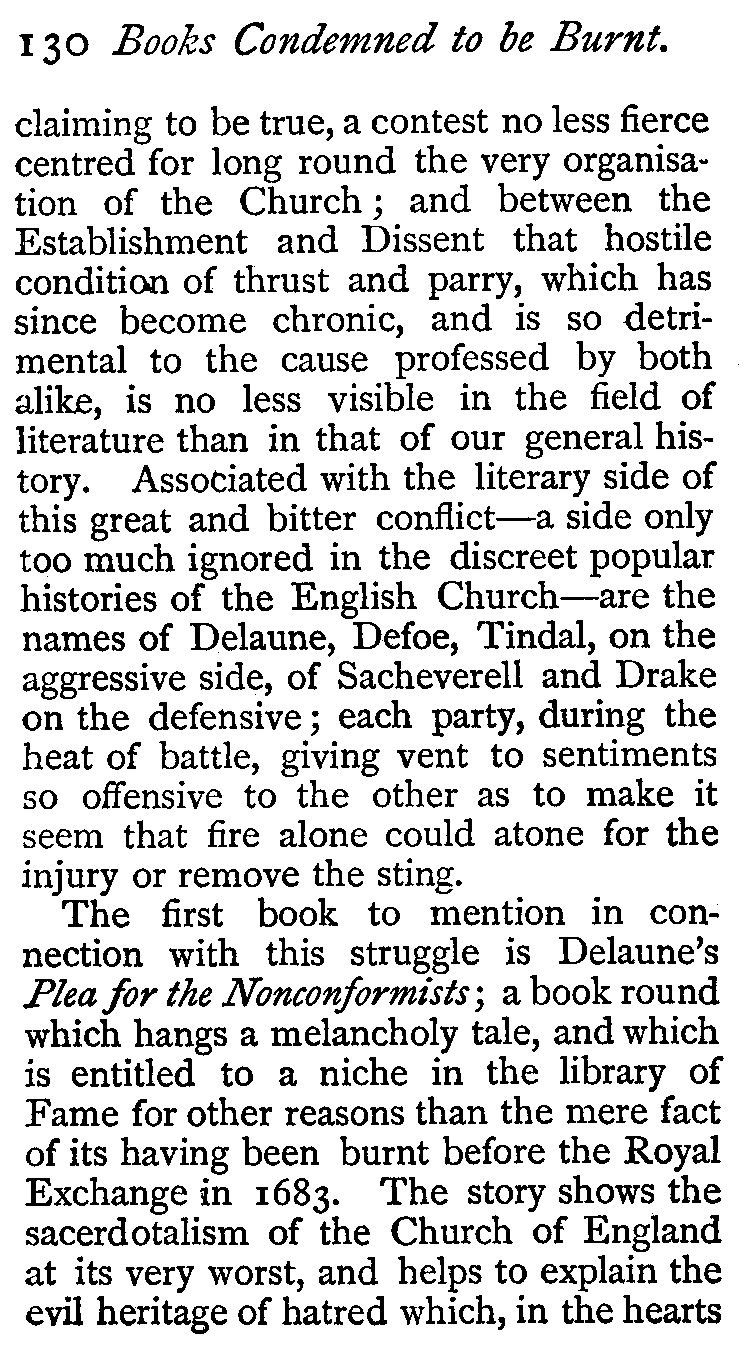 130 Books Condemned to be Burnt.
claiming to be true, a contest no less fierce
centred for long round the very organisa-
tion of the Church; and between the
Establishment and Dissent that hostile
condition of thrust and parry, which has
since become chronic, and is so detri-
mental to the cause professed by both
alike, is no less visible in the field of
literature than in that of our general his-
tory. Associated with the literary side of
this great and bitter conflict—a side only
too much ignored in the discreet popular
histories of the English Church—are the
names of Delaune, Defoe, Tindal, on the
aggressive side, of Sacheverell and Drake
on the defensive; each party, during the
heat of battle, giving vent to sentiments
so offensive to the other as to make it
seem that fire alone could atone for the
injury or remove the sting.
The first book to mention in con-
nection with this struggle is Delaune's
Plea for the Nonconformists; a book round
which hangs a melancholy tale, and which
is entitled to a niche in the library of
Fame for other reasons than the mere fact
of its having been burnt before the Royal
Exchange in 1683. The story shows the
sacerdotalism of the Church of England
at its very worst, and helps to explain the
evil heritage of hatred which, in the hearts